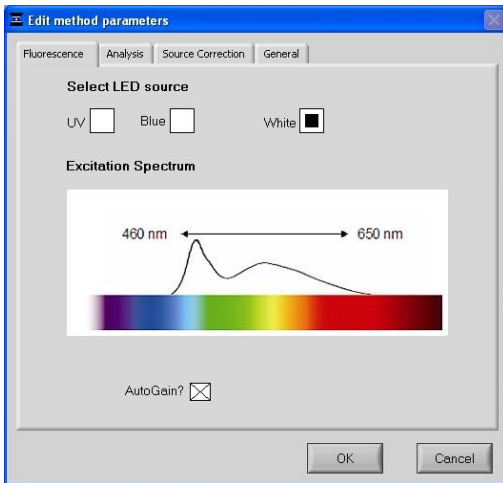 Edit method parameters
Fluorescence Analysis Source Correction General
Select LED source
UV Blue White
Excitation Spectrum
460 nm 650 nm
AutoGain?
OK Cancel